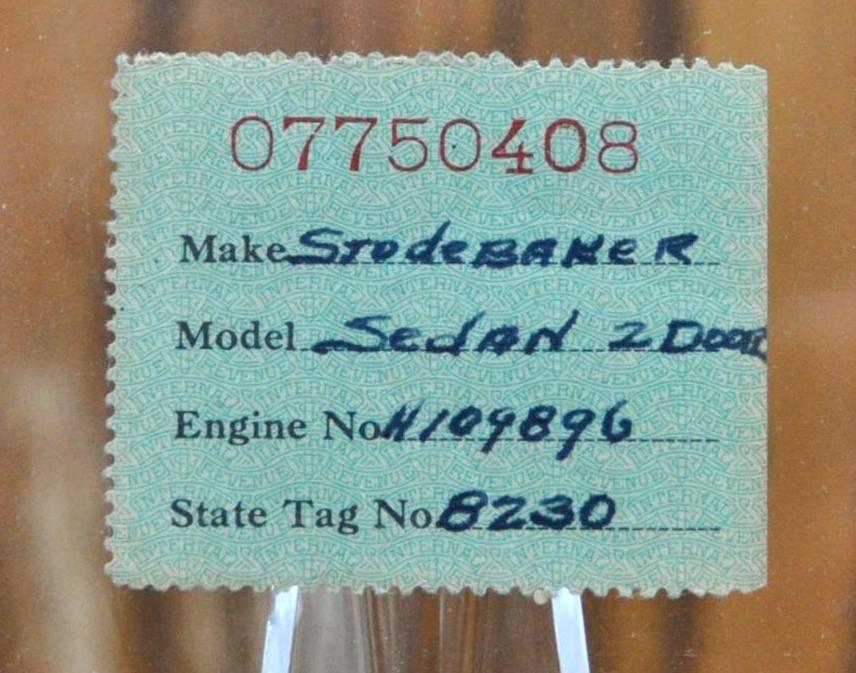 07750408
Make STUdeBAKER
Model SedAN 2 DOOR
Engine No. H109896
State Tag No. 8230